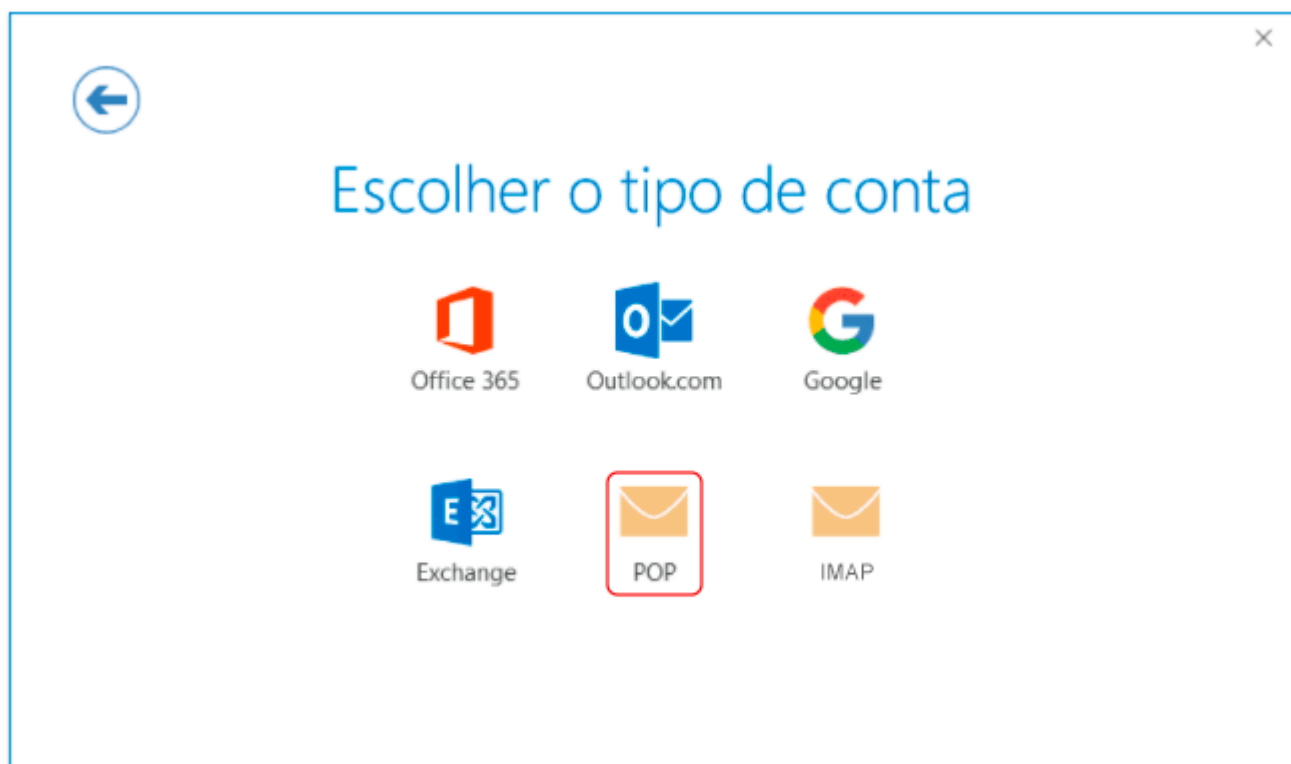 Escolher o tipo de conta
Office 365
Outlook.com
Google
Exchange
POP
IMAP